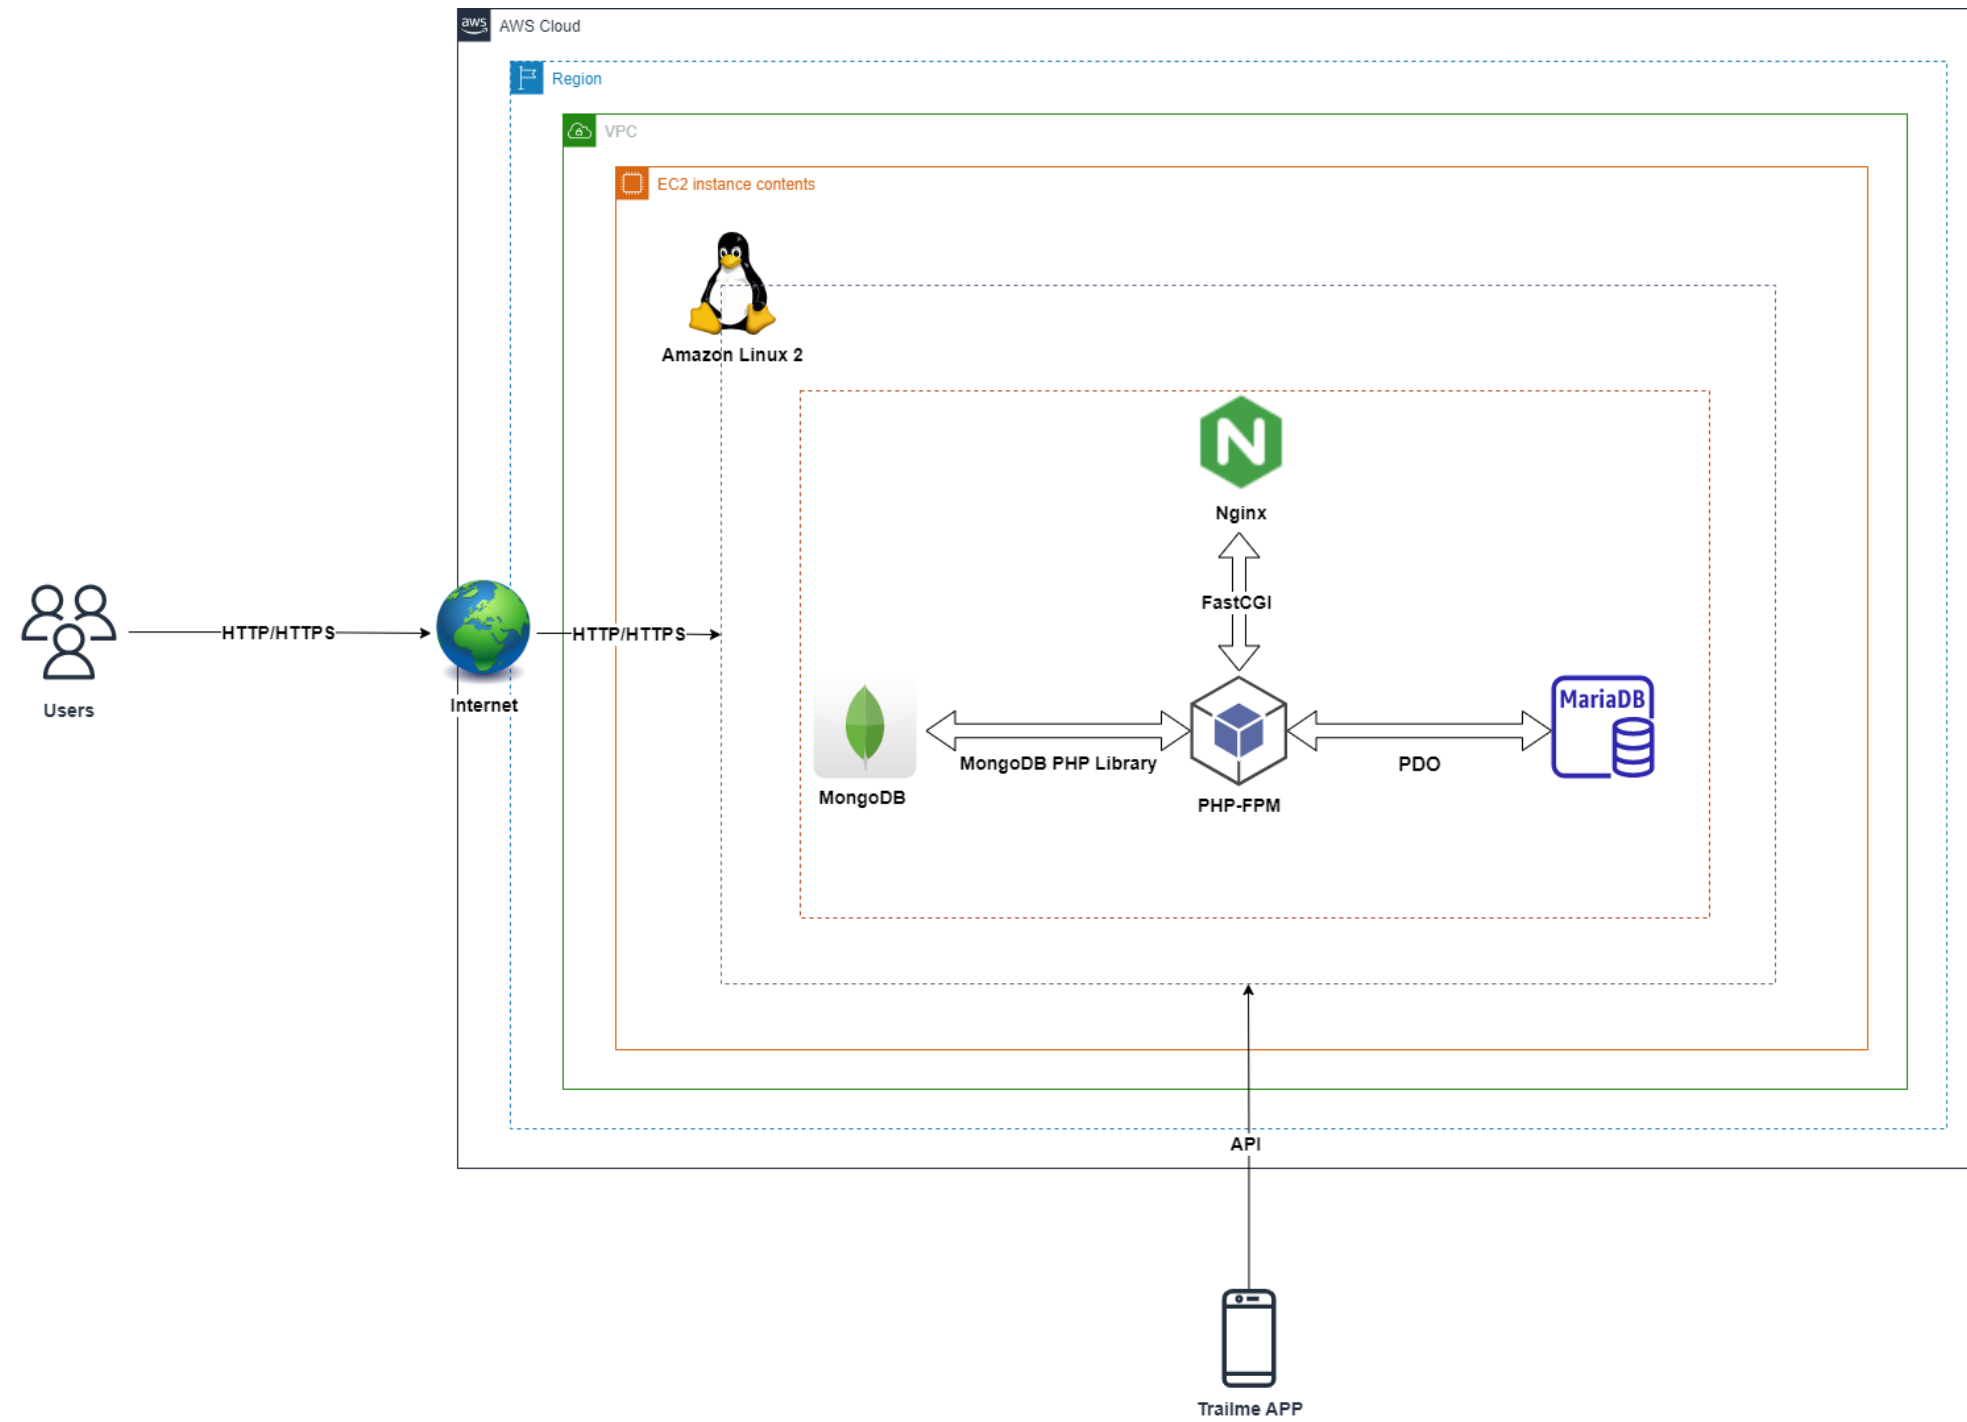 aws
AWS Cloud
Region
VPC
EC2 instance contents
Amazon Linux 2
Nginx
FastCGI
HTTP/HTTPS
HTTP/HTTPS
Users
Internet
MariaDB
MongoDB PHP Library
PDO
MongoDB
PHP-FPM
API
Trailme APP